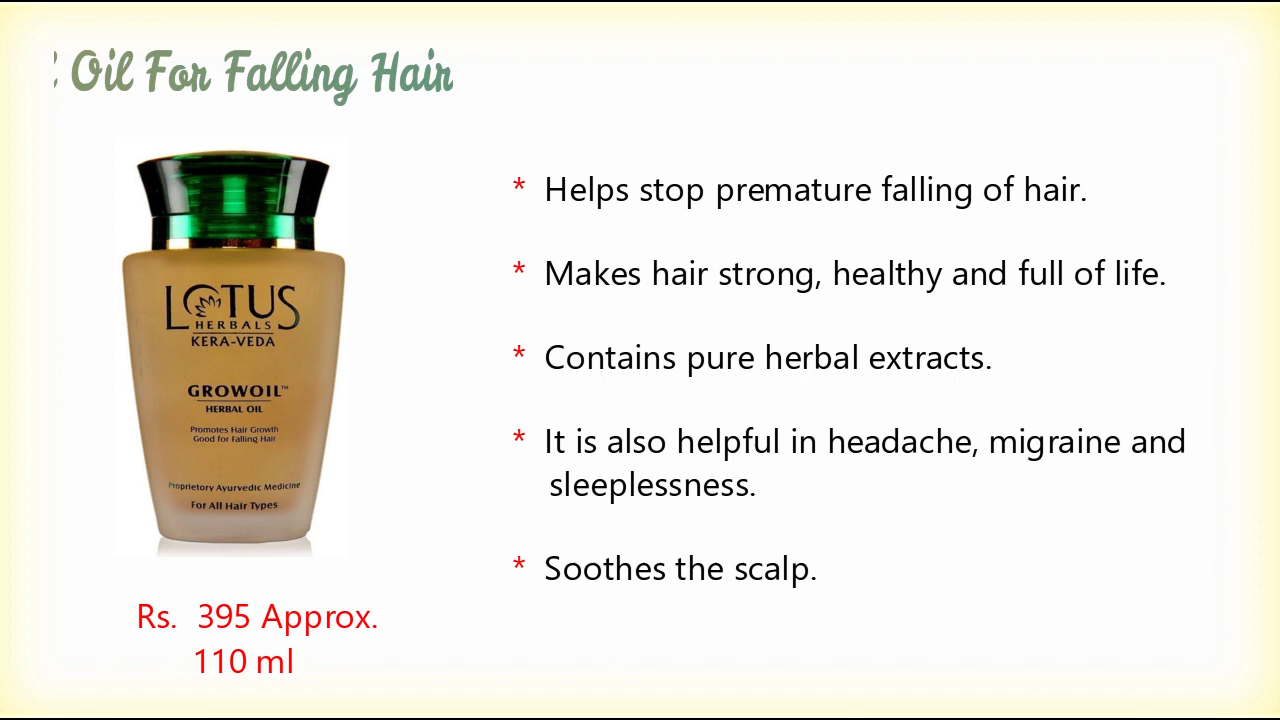 Oil For Falling Hair
LOTUS
HERBALS
KERA-VEDA
GROWOIL™
HERBAL OIL
Promotes Hair Growth
Good for Falling Hair
Proprietory Ayurvedic Medicine
For All Hair Types
Rs. 395 Approx.
110 ml
* Helps stop premature falling of hair.
* Makes hair strong, healthy and full of life.
* Contains pure herbal extracts.
* It is also helpful in headache, migraine and
sleeplessness.
* Soothes the scalp.